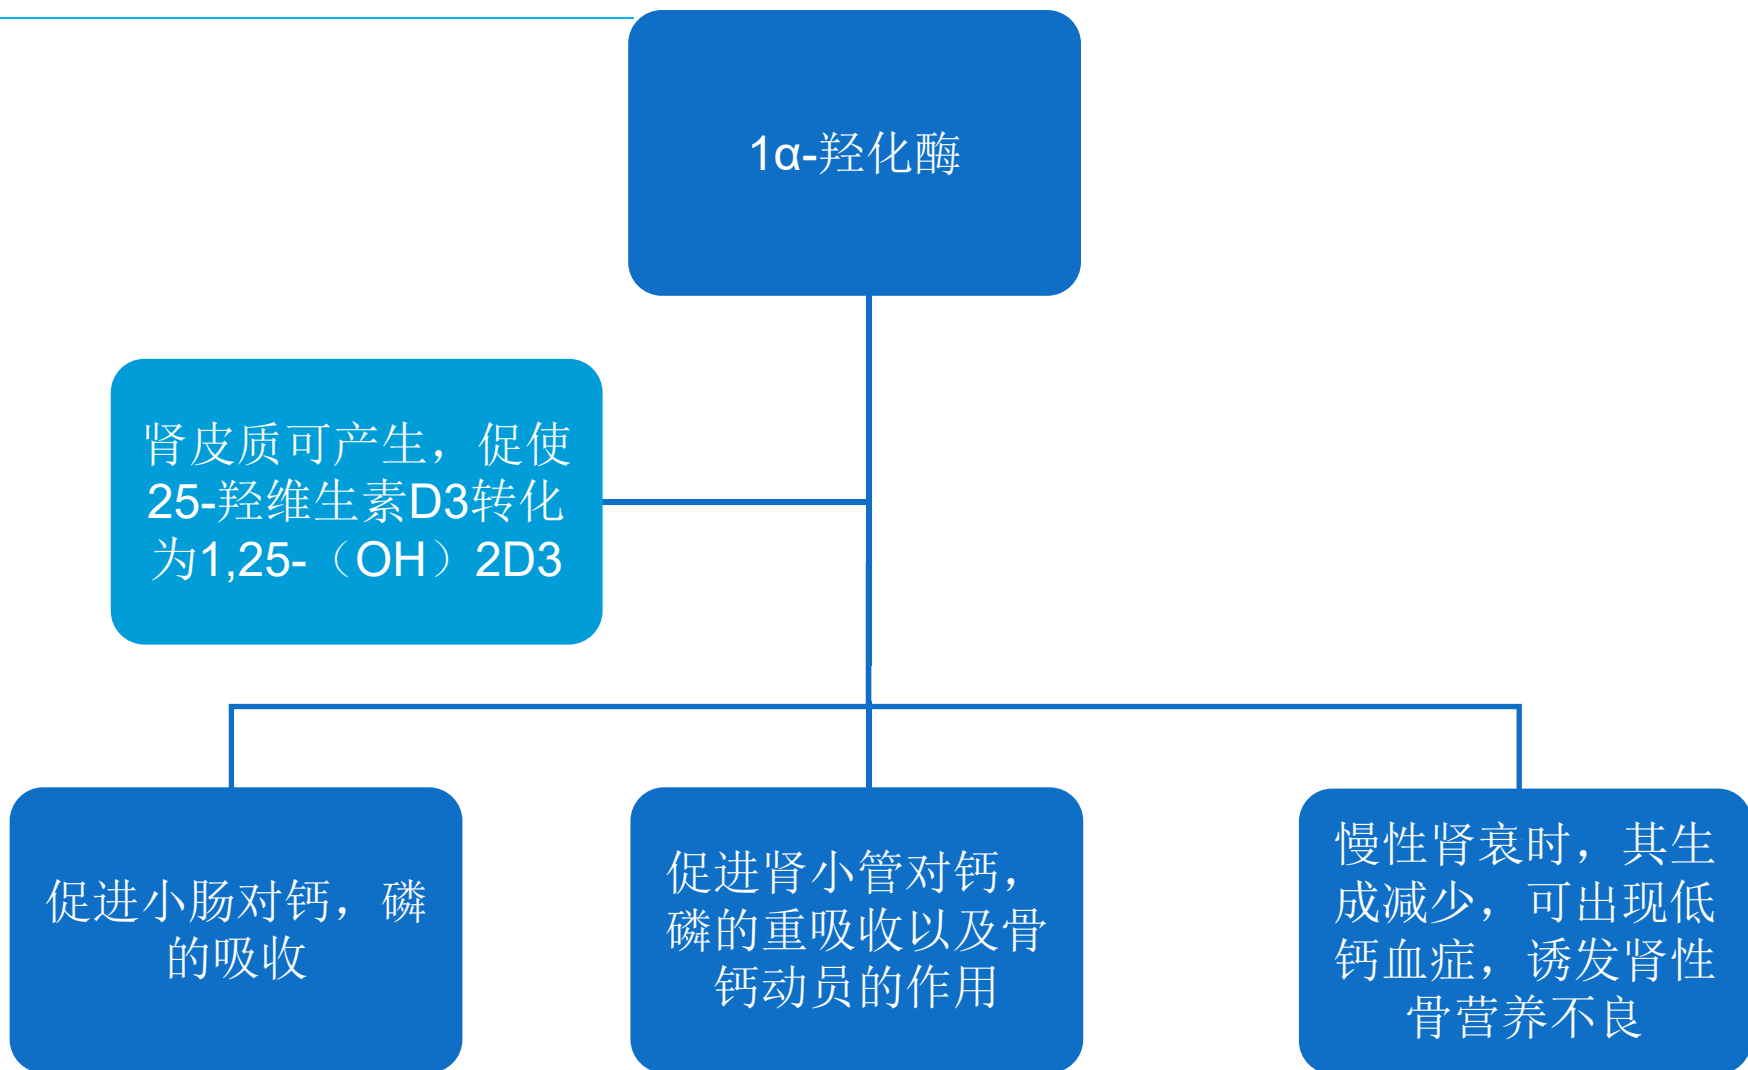 1α-羟化酶
肾皮质可产生，促使
25-羟维生素D3转化
为1,25-（OH）2D3
促进小肠对钙，磷
的吸收
促进肾小管对钙，
磷的重吸收以及骨
钙动员的作用
慢性肾衰时，其生
成减少，可出现低
钙血症，诱发肾性
骨营养不良